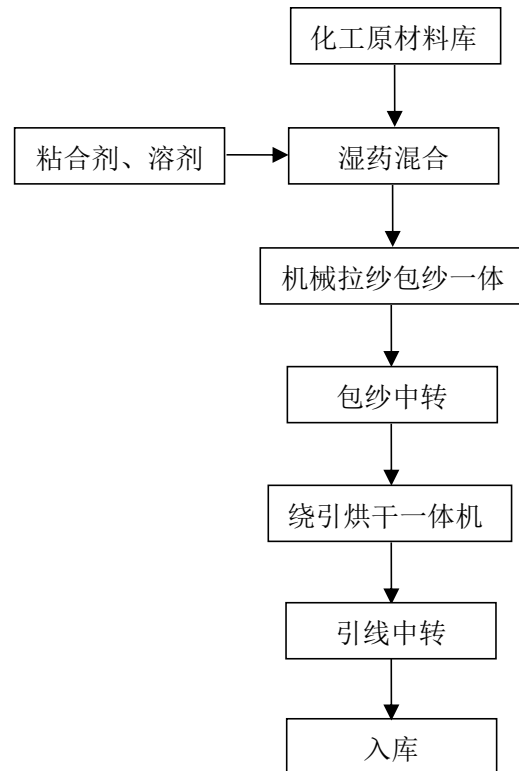 化工原材料库
粘合剂、溶剂
湿药混合
机械拉纱包纱一体
包纱中转
绕引烘干一体机
引线中转
入库